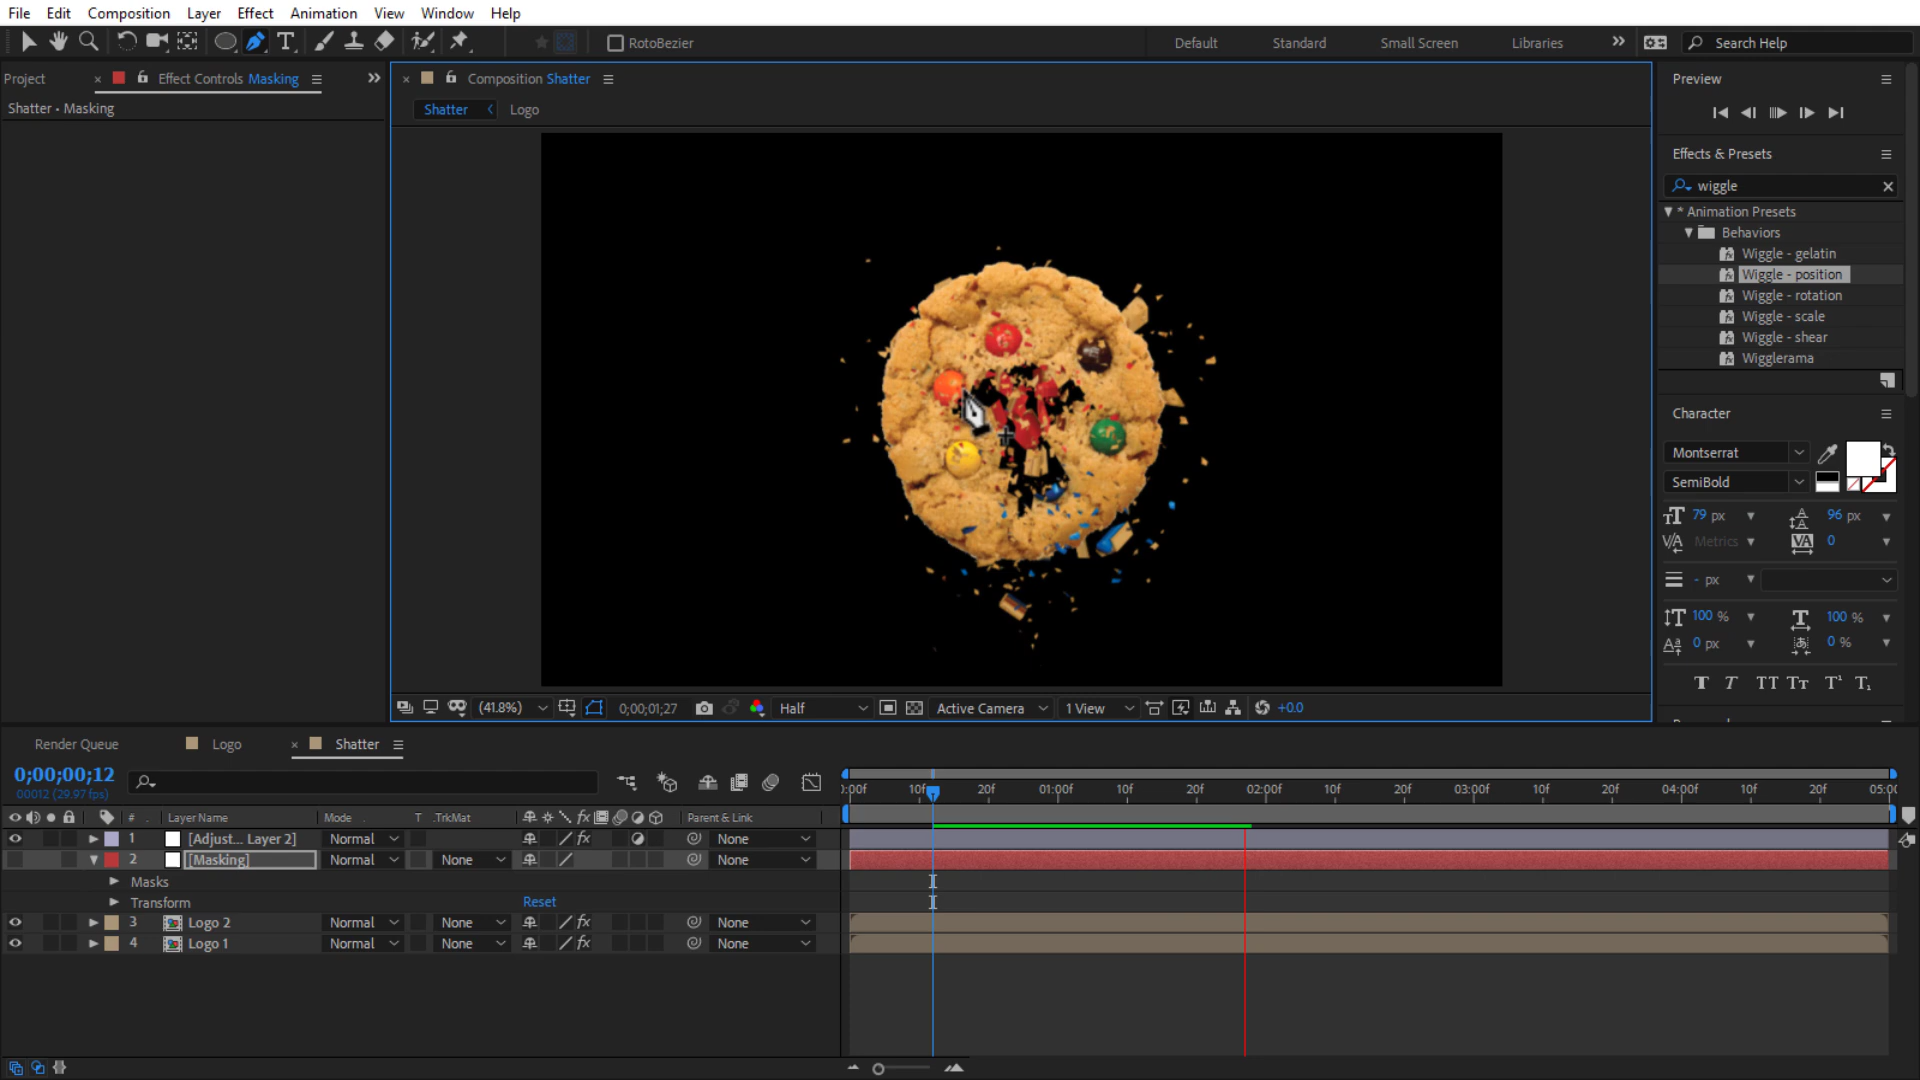 File Edit Composition Layer Effect Animation View Window Help
RotoBezier Default Standard Small Screen Libraries Search Help
Project Effect Controls Masking
Shatter • Masking
Composition Shatter
Shatter Logo
Preview
Effects & Presets
wiggle
* Animation Presets
Behaviors
Wiggle - gelatin
Wiggle - position
Wiggle - rotation
Wiggle - scale
Wiggle - shear
Wigglerama
Character
Montserrat
SemiBold
79 px 96 px
Metrics 0
- px
100 % 100 %
0 px 0 %
(41.8%) 0;00;01;27 Half Active Camera 1 View +0.0
Render Queue Logo Shatter
0;00;00;12
00012 (29.97 fps)
:00f 10f 20f 01:00f 10f 20f 02:00f 10f 20f 03:00f 10f 20f 04:00f 10f 20f 05:00
# Layer Name Mode T .TrkMat Parent & Link
1 [Adjust... Layer 2] Normal None
2 [Masking] Normal None None
Masks
Transform Reset
3 Logo 2 Normal None None
4 Logo 1 Normal None None